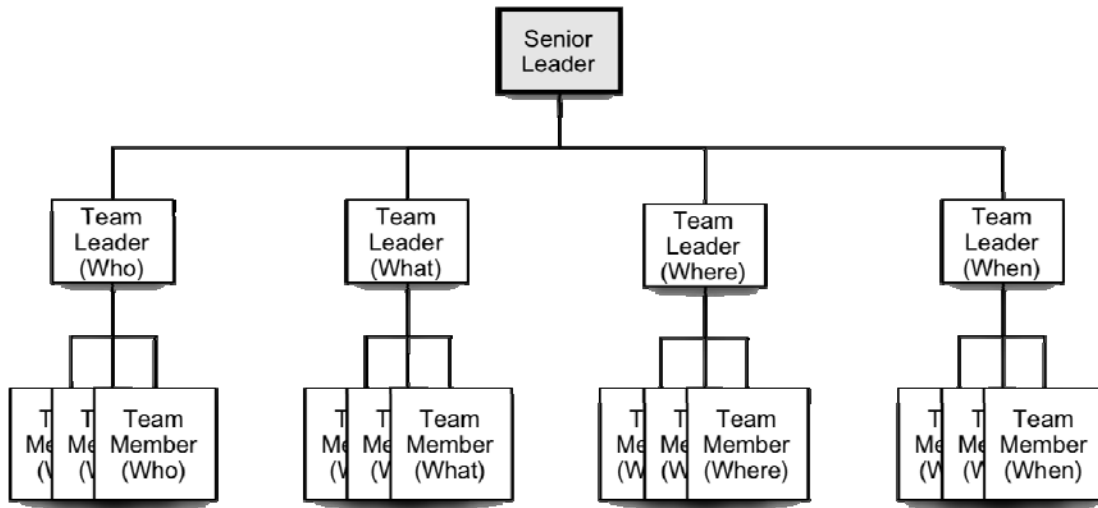 Senior
Leader
Team
Leader
(Who)
Team
Leader
(What)
Team
Leader
(Where)
Team
Leader
(When)
Team
Member
(Who)
Team
Member
(What)
Team
Member
(Where)
Team
Member
(When)